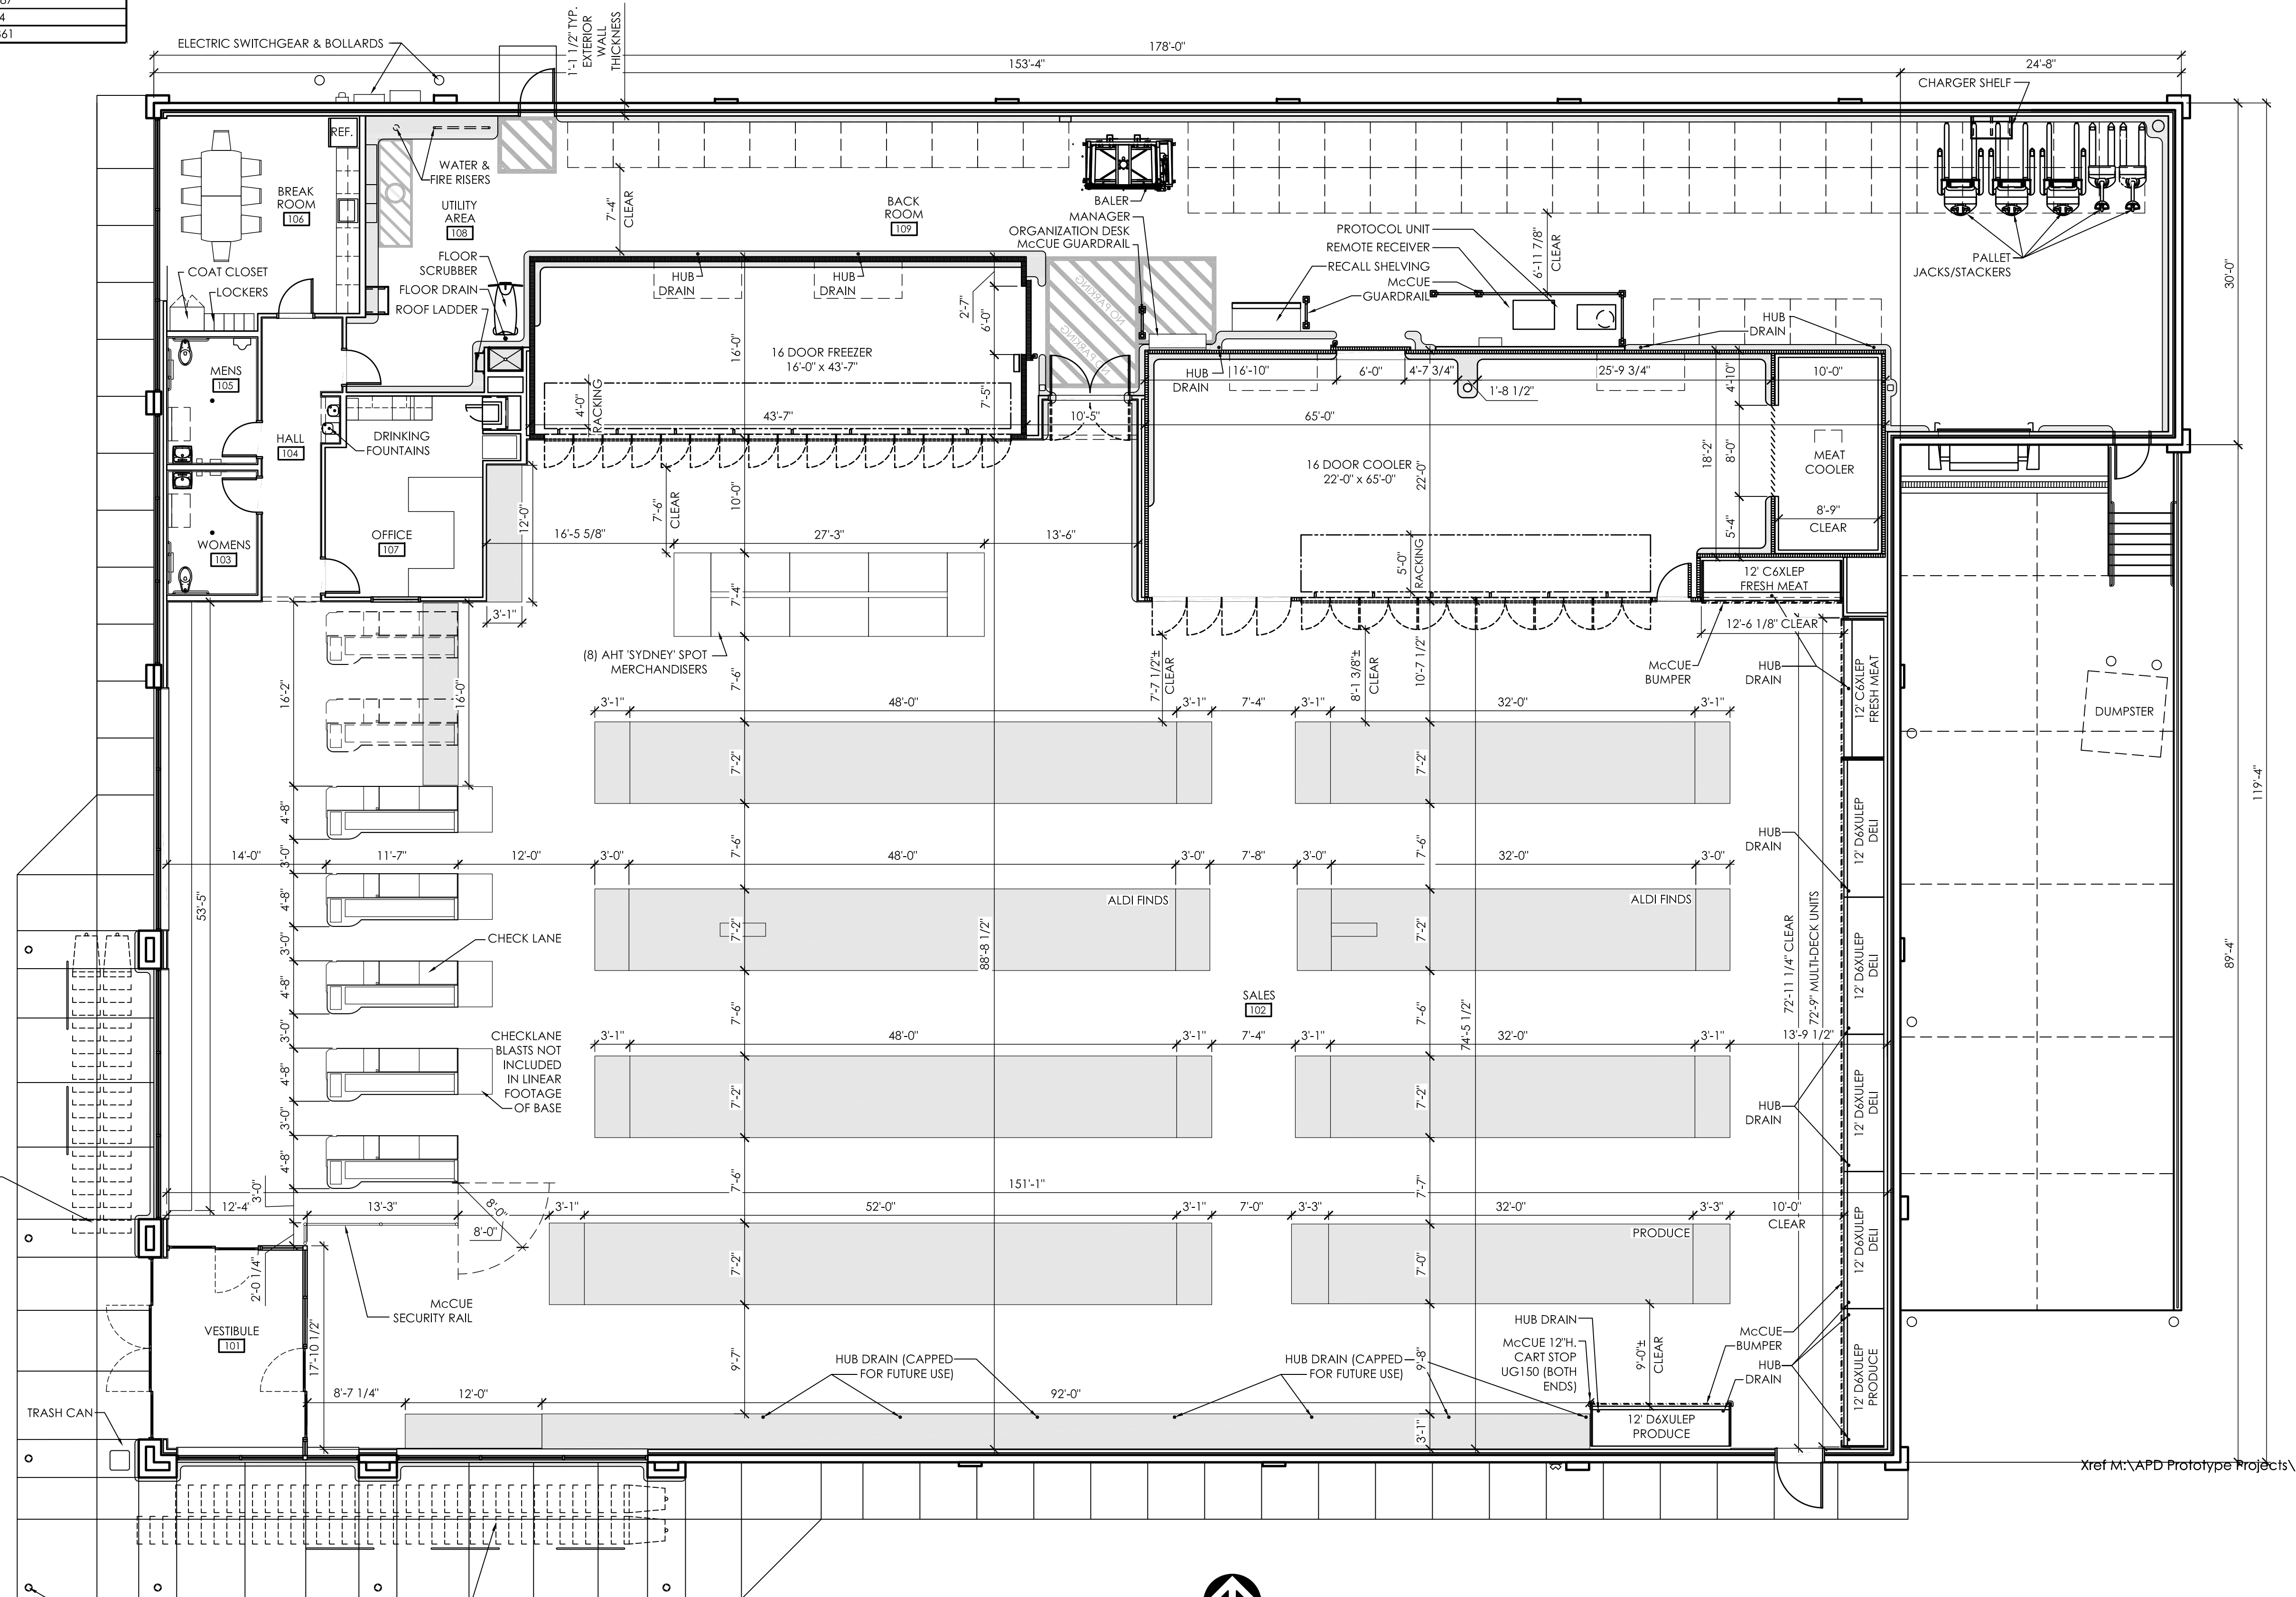 4
61
ELECTRIC SWITCHGEAR & BOLLARDS
1'-1 1/2" TYP.
EXTERIOR
WALL
THICKNESS
178'-0"
153'-4"
24'-8"
CHARGER SHELF
REF.
WATER &
FIRE RISERS
BREAK
ROOM
106
UTILITY
AREA
108
7'-4"
CLEAR
BACK
ROOM
109
BALER
MANAGER
ORGANIZATION DESK
McCUE GUARDRAIL
PROTOCOL UNIT
REMOTE RECEIVER
RECALL SHELVING
McCUE
GUARDRAIL
6'-11 7/8"
CLEAR
PALLET
JACKS/STACKERS
30'-0"
COAT CLOSET
LOCKERS
FLOOR
SCRUBBER
FLOOR DRAIN
ROOF LADDER
HUB
DRAIN
HUB
DRAIN
2'-7"
6'-0"
NO PARKING
NO PARKING
HUB
DRAIN
16'-0"
16 DOOR FREEZER
16'-0" x 43'-7"
MENS
105
HUB
DRAIN
16'-10"
6'-0"
4'-7 3/4"
1'-8 1/2"
25'-9 3/4"
4'-10"
10'-0"
4'-0"
RACKING
43'-7"
7'-5"
10'-5"
65'-0"
HALL
104
DRINKING
FOUNTAINS
16 DOOR COOLER
22'-0" x 65'-0"
22'-0"
18'-2"
8'-0"
MEAT
COOLER
7'-6"
CLEAR
10'-0"
12'-0"
8'-9"
CLEAR
WOMENS
103
OFFICE
107
16'-5 5/8"
27'-3"
13'-6"
5'-0"
RACKING
5'-4"
12' C6XLEP
FRESH MEAT
7'-4"
3'-1"
12'-6 1/8" CLEAR
(8) AHT 'SYDNEY' SPOT
MERCHANDISERS
16'-2"
16'-0"
7'-6"
7'-7 1/2"±
CLEAR
8'-1 3/8"±
CLEAR
10'-7 1/2"
McCUE
BUMPER
HUB
DRAIN
12' C6XLEP
FRESH MEAT
DUMPSTER
3'-1"
48'-0"
3'-1"
7'-4"
3'-1"
32'-0"
3'-1"
7'-2"
7'-2"
119'-4"
4'-8"
12' D6XULEP
DELI
HUB
DRAIN
3'-0"
7'-6"
7'-6"
14'-0"
11'-7"
12'-0"
3'-0"
48'-0"
3'-0"
7'-8"
3'-0"
32'-0"
3'-0"
53'-5"
4'-8"
ALDI FINDS
ALDI FINDS
7'-2"
7'-2"
CHECK LANE
3'-0"
88'-8 1/2"
72'-11 1/4" CLEAR
72'-9" MULTI-DECK UNITS
12' D6XULEP
DELI
89'-4"
4'-8"
SALES
102
7'-6"
7'-6"
74'-5 1/2"
3'-0"
CHECKLANE
BLASTS NOT
INCLUDED
IN LINEAR
FOOTAGE
OF BASE
3'-1"
48'-0"
3'-1"
7'-4"
3'-1"
32'-0"
3'-1"
13'-9 1/2"
4'-8"
7'-2"
7'-2"
12' D6XULEP
DELI
HUB
DRAIN
3'-0"
4'-8"
7'-6"
7'-7"
151'-1"
3'-0"
12'-4"
13'-3"
8'-0"
8'-0"
3'-1"
52'-0"
3'-1"
7'-0"
3'-3"
32'-0"
3'-3"
10'-0"
CLEAR
12' D6XULEP
DELI
PRODUCE
2'-0 1/4"
7'-2"
7'-0"
McCUE
SECURITY RAIL
VESTIBULE
101
17'-10 1/2"
9'-7"
HUB DRAIN (CAPPED
FOR FUTURE USE)
HUB DRAIN (CAPPED
FOR FUTURE USE)
9'-8"
HUB DRAIN
McCUE 12"H.
CART STOP
UG150 (BOTH
ENDS)
9'-0"±
CLEAR
McCUE
BUMPER
HUB
DRAIN
12' D6XULEP
PRODUCE
8'-7 1/4"
12'-0"
92'-0"
TRASH CAN
3'-1"
12' D6XULEP
PRODUCE
Xref M:\APD Prototype Projects\